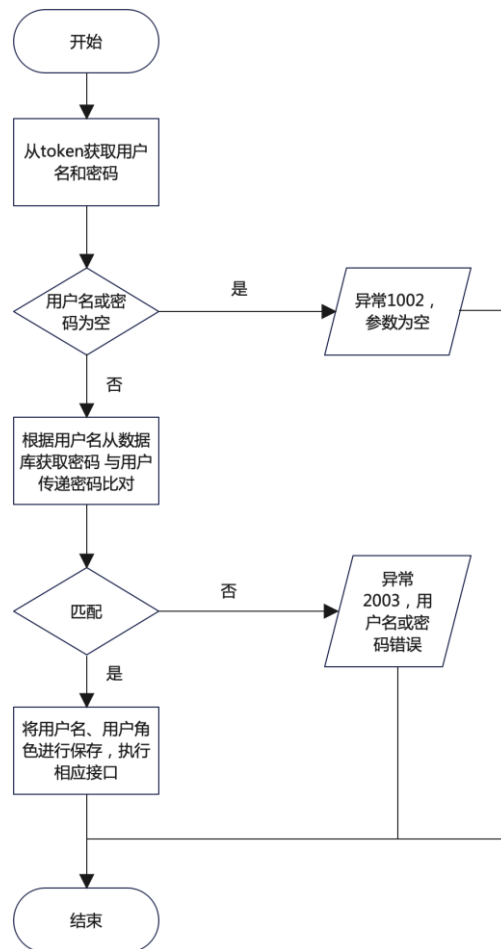 开始
从token获取用户
名和密码
用户名或密
码为空
是
异常1002，
参数为空
否
根据用户名从数据
库获取密码 与用户
传递密码比对
匹配
否
异常
2003，用
户名或密
码错误
是
将用户名、用户角
色进行保存，执行
相应接口
结束